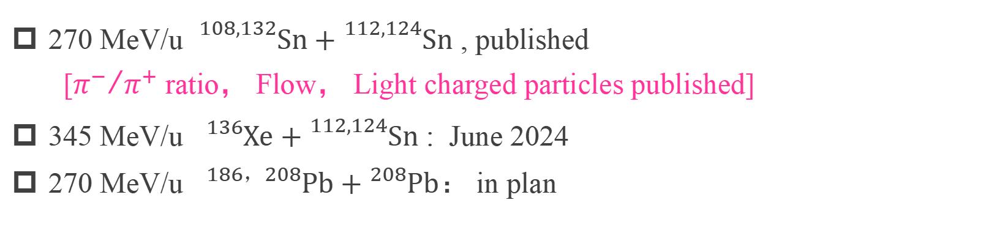 270 MeV/u ¹⁰⁸,¹³²Sn + ¹¹²,¹²⁴Sn , published
[π⁻/π⁺ ratio， Flow， Light charged particles published]
345 MeV/u ¹³⁶Xe + ¹¹²,¹²⁴Sn : June 2024
270 MeV/u ¹⁸⁶，²⁰⁸Pb + ²⁰⁸Pb： in plan